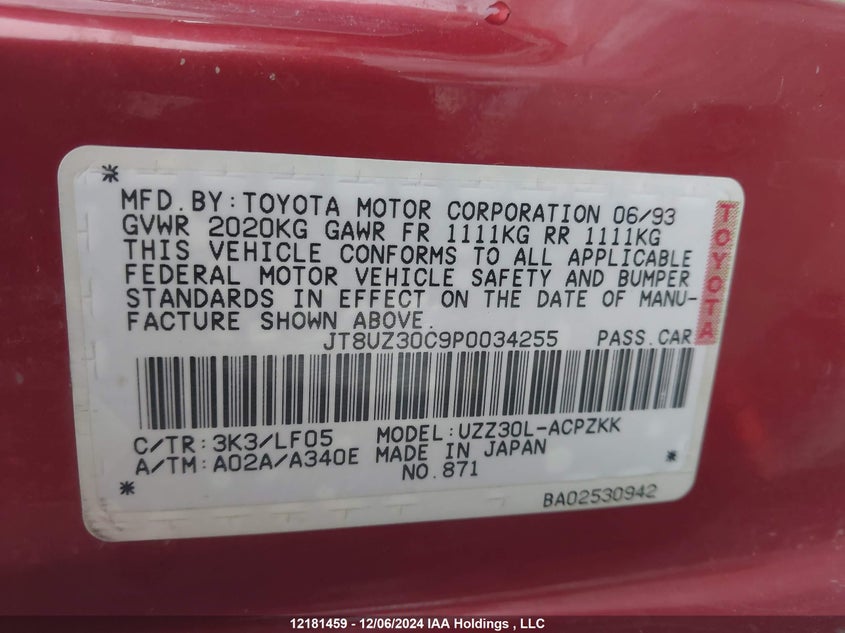 *
MFD.BY:TOYOTA MOTOR CORPORATION 06/93
GVWR 2020KG GAWR FR 1111KG RR 1111KG
THIS VEHICLE CONFORMS TO ALL APPLICABLE
FEDERAL MOTOR VEHICLE SAFETY AND BUMPER
STANDARDS IN EFFECT ON THE DATE OF MANU-
FACTURE SHOWN ABOVE.
JT8UZ30C9P0034255 PASS.CAR
TOYOTA
C/TR:3K3/LF05 MODEL:UZZ30L-ACPZKK
A/TM:A02A/A340E MADE IN JAPAN *
NO.871
* BA02530942
12181459 - 12/06/2024 IAA Holdings , LLC